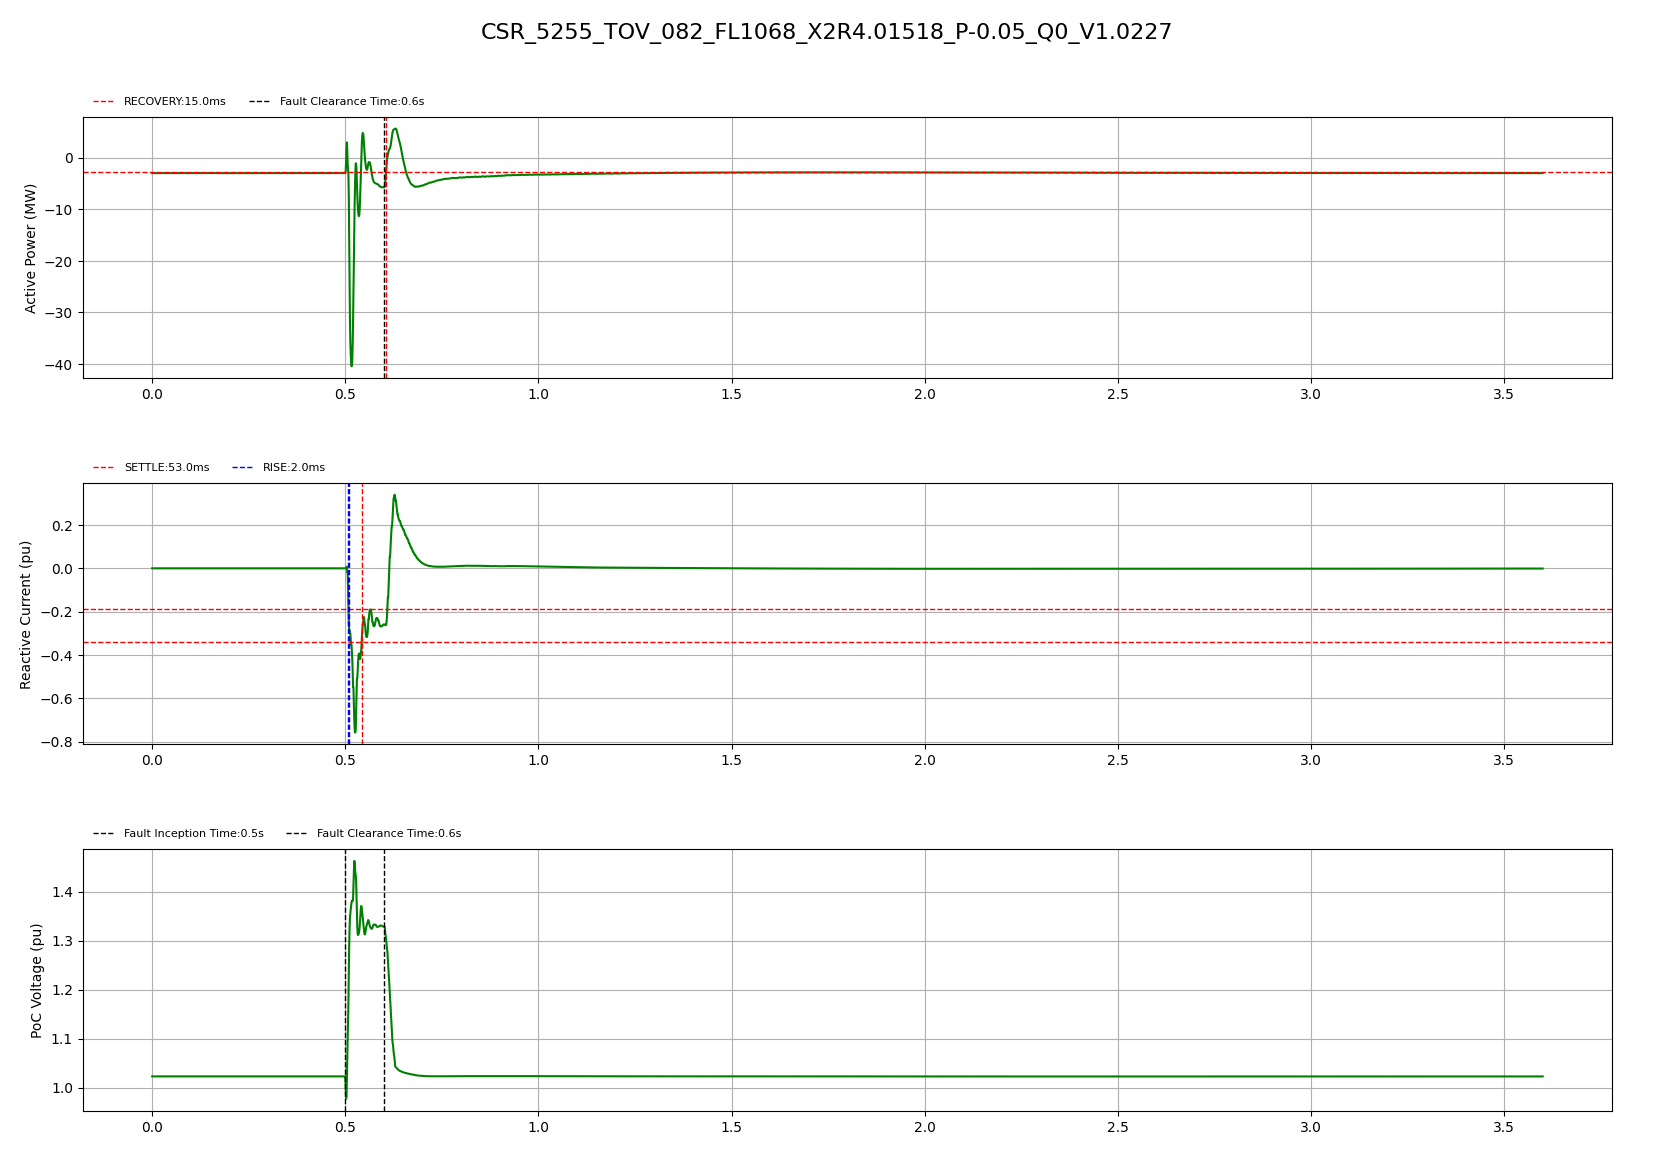 CSR_5255_TOV_082_FL1068_X2R4.01518_P-0.05_Q0_V1.0227
RECOVERY:15.0ms Fault Clearance Time:0.6s
Active Power (MW)
0
−10
−20
−30
−40
0.0 0.5 1.0 1.5 2.0 2.5 3.0 3.5
SETTLE:53.0ms RISE:2.0ms
Reactive Current (pu)
0.2
0.0
−0.2
−0.4
−0.6
−0.8
0.0 0.5 1.0 1.5 2.0 2.5 3.0 3.5
Fault Inception Time:0.5s Fault Clearance Time:0.6s
PoC Voltage (pu)
1.4
1.3
1.2
1.1
1.0
0.0 0.5 1.0 1.5 2.0 2.5 3.0 3.5